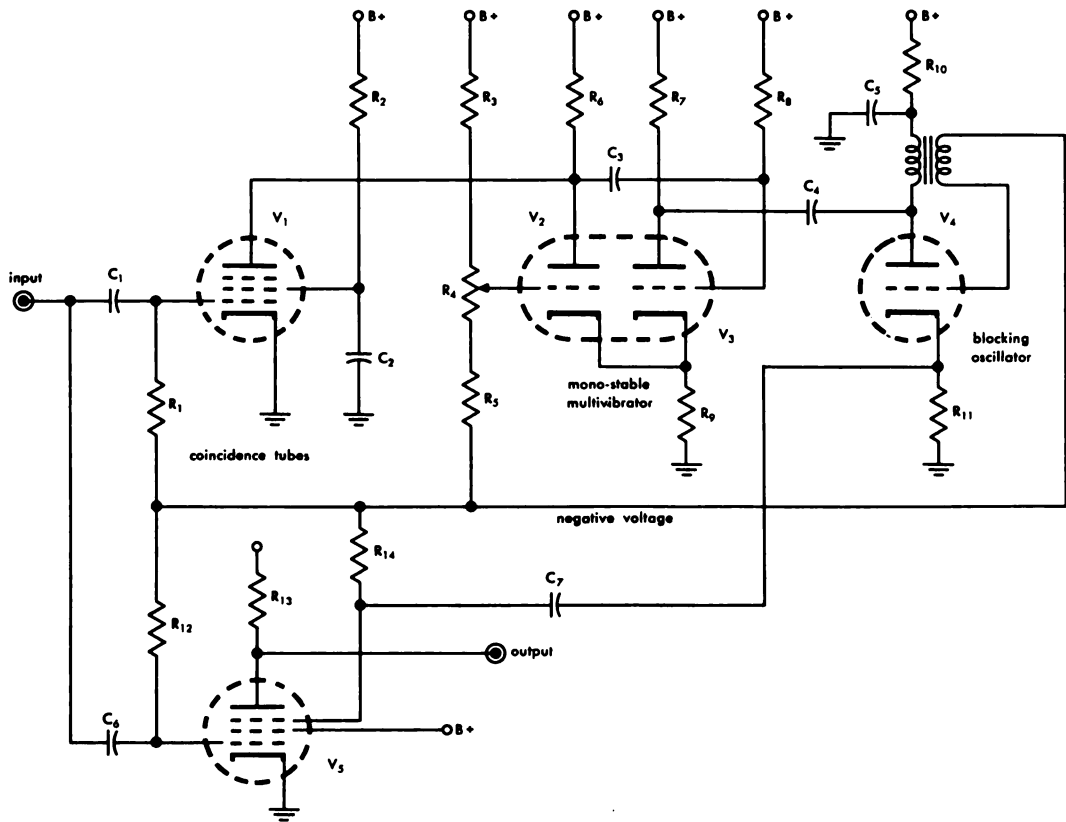 B+
B+
B+
B+
B+
B+
R2
R3
R6
R7
R8
R10
C5
C3
C4
V1
V2
V4
input
C1
R4
C2
V3
blocking
oscillator
mono-stable
multivibrator
R1
R5
R9
R11
coincidence tubes
negative voltage
R14
R13
C7
R12
output
C6
B+
V5